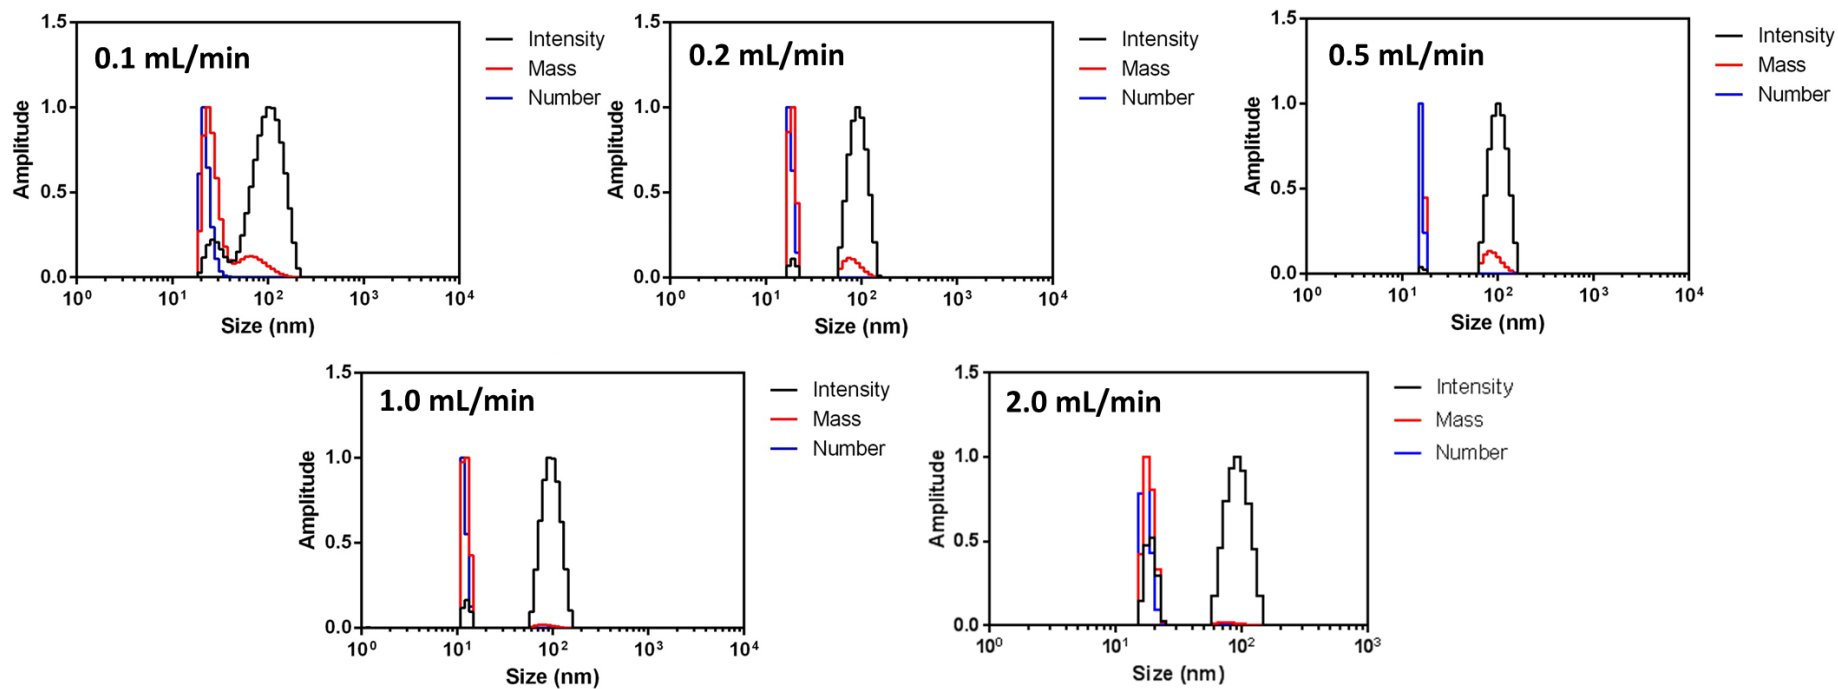 0.1 mL/min
Intensity
Mass
Number
Amplitude
1.5
1.0
0.5
0.0
10⁰ 10¹ 10² 10³ 10⁴
Size (nm)
0.2 mL/min
Intensity
Mass
Number
Amplitude
1.5
1.0
0.5
0.0
10⁰ 10¹ 10² 10³ 10⁴
Size (nm)
0.5 mL/min
Intensity
Mass
Number
Amplitude
1.5
1.0
0.5
0.0
10⁰ 10¹ 10² 10³ 10⁴
Size (nm)
1.0 mL/min
Intensity
Mass
Number
Amplitude
1.5
1.0
0.5
0.0
10⁰ 10¹ 10² 10³ 10⁴
Size (nm)
2.0 mL/min
Intensity
Mass
Number
Amplitude
1.5
1.0
0.5
0.0
10⁰ 10¹ 10² 10³
Size (nm)